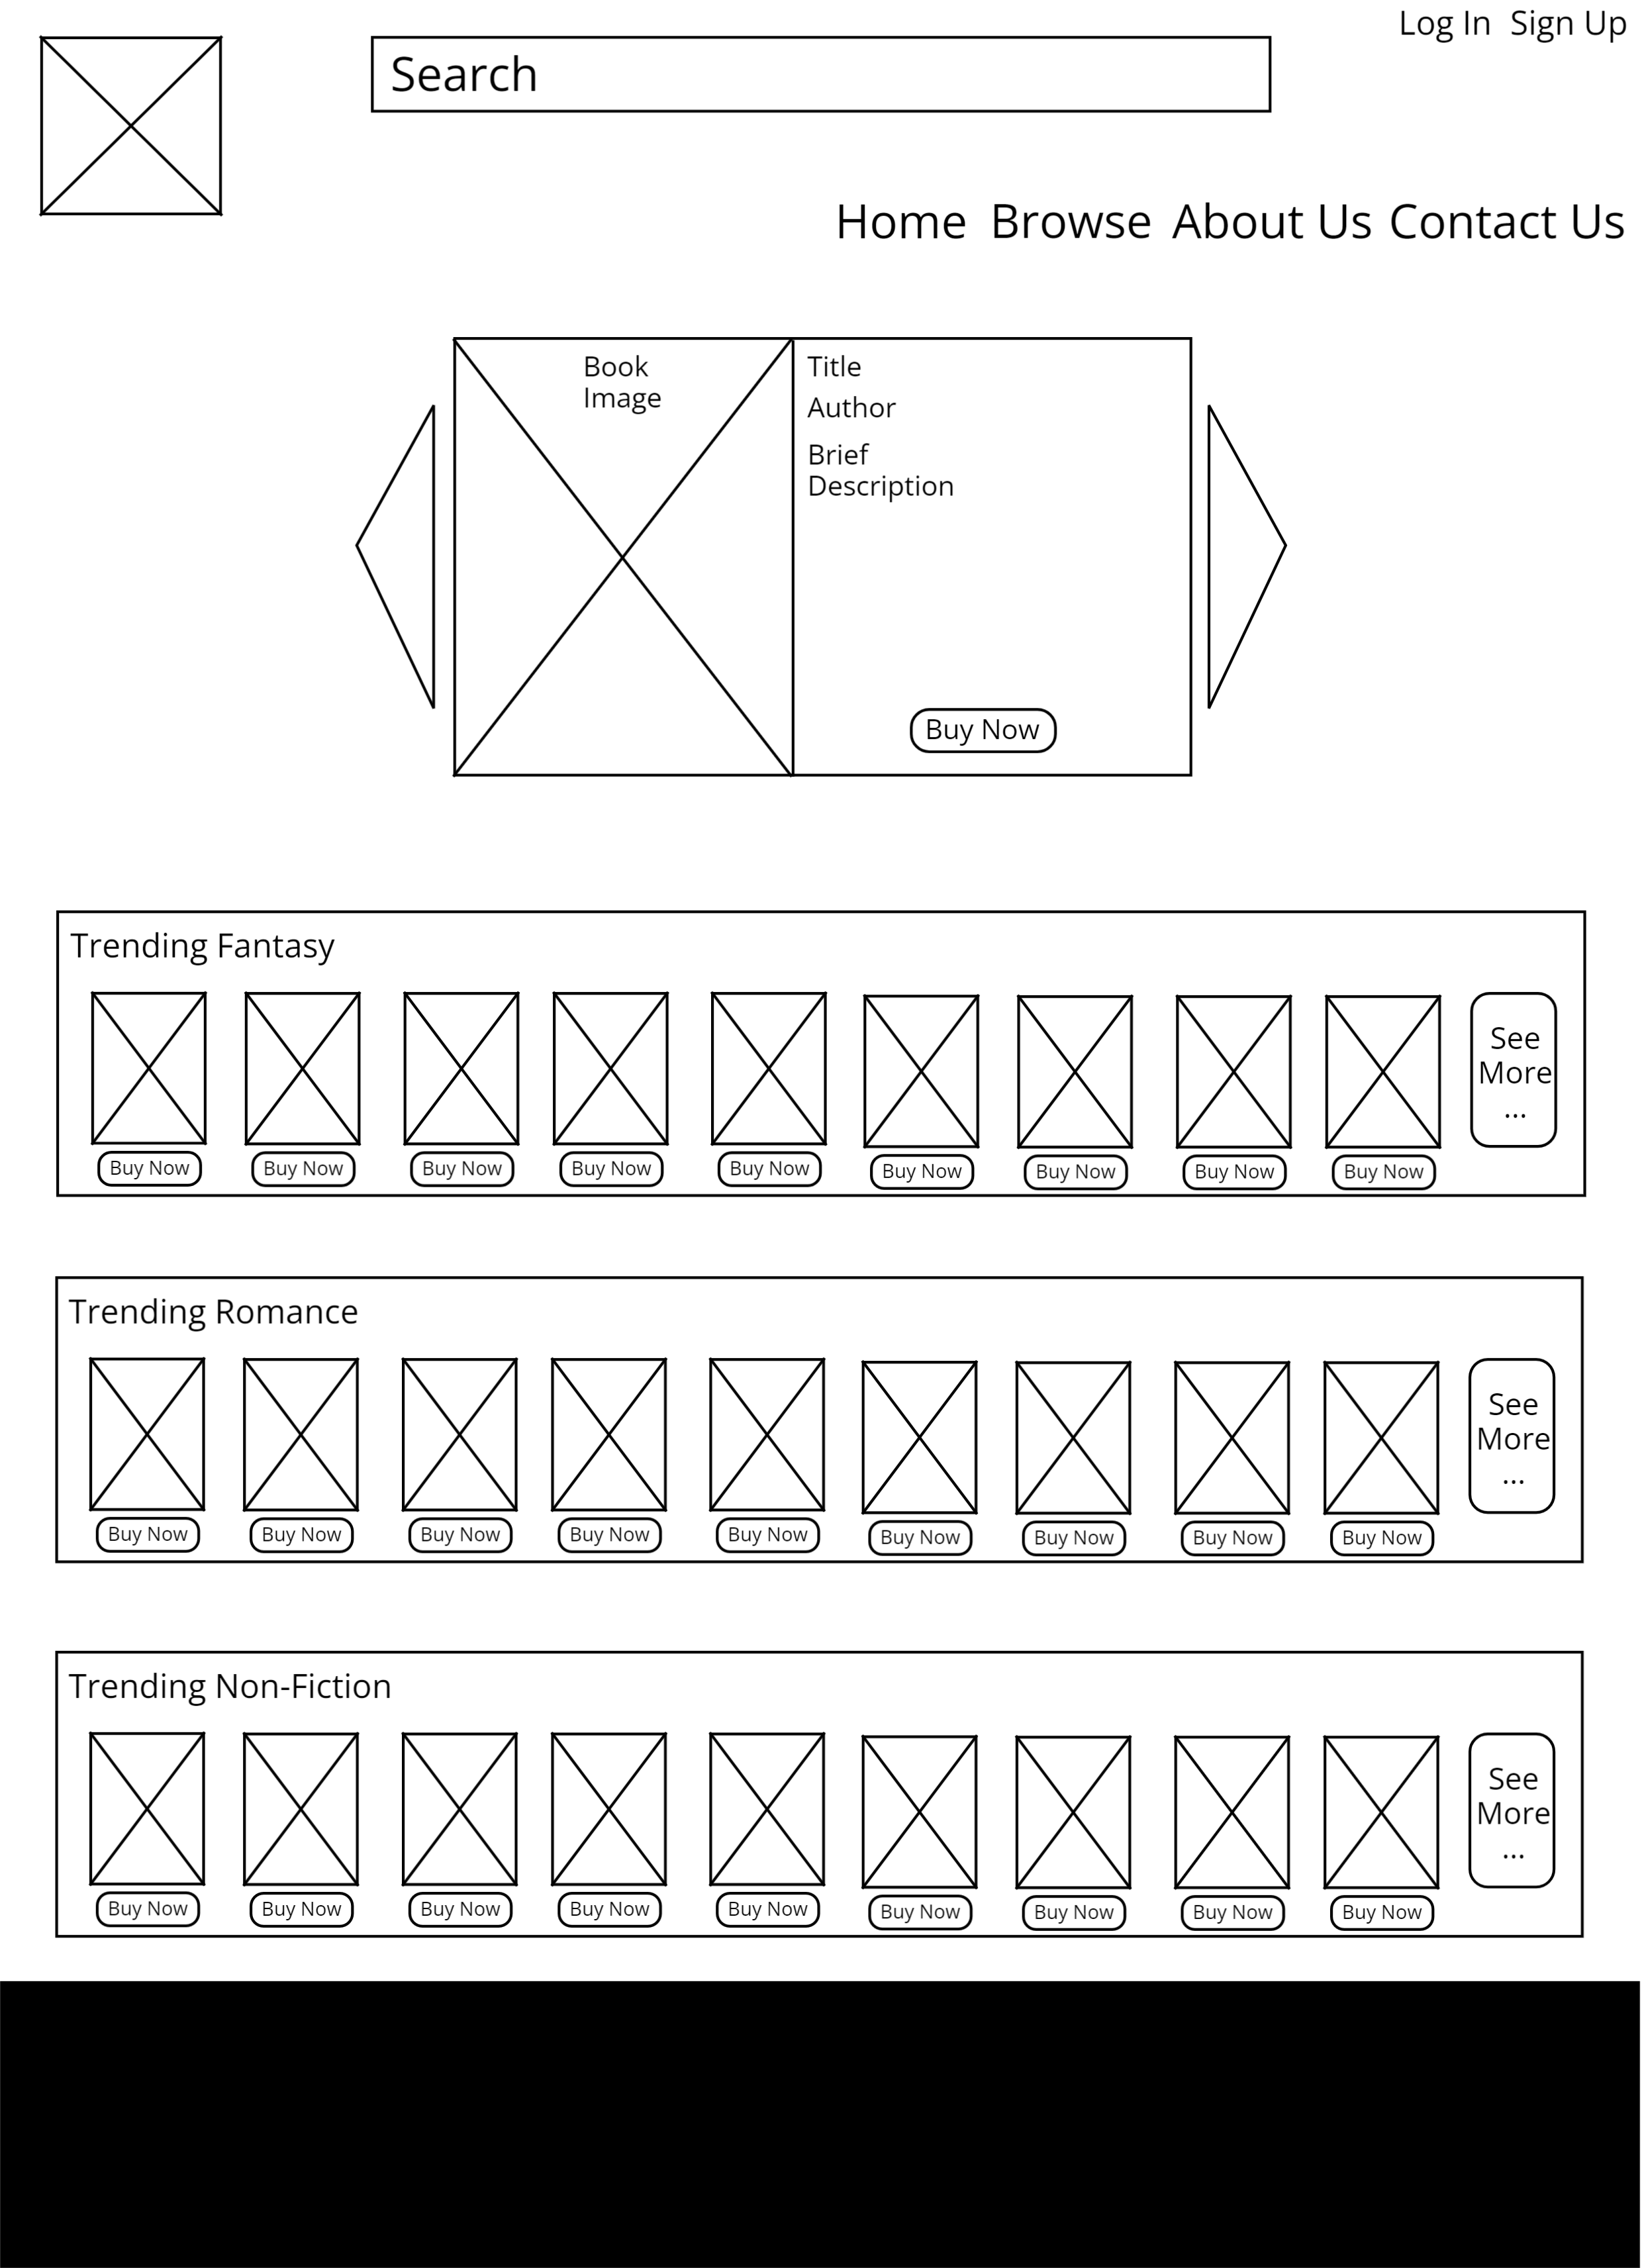 Log In Sign Up
Search
Home Browse About Us Contact Us
Book
Image
Title
Author
Brief
Description
Buy Now
Trending Fantasy
See
More
...
Buy Now Buy Now Buy Now Buy Now Buy Now Buy Now Buy Now Buy Now Buy Now
Trending Romance
See
More
...
Buy Now Buy Now Buy Now Buy Now Buy Now Buy Now Buy Now Buy Now Buy Now
Trending Non-Fiction
See
More
...
Buy Now Buy Now Buy Now Buy Now Buy Now Buy Now Buy Now Buy Now Buy Now